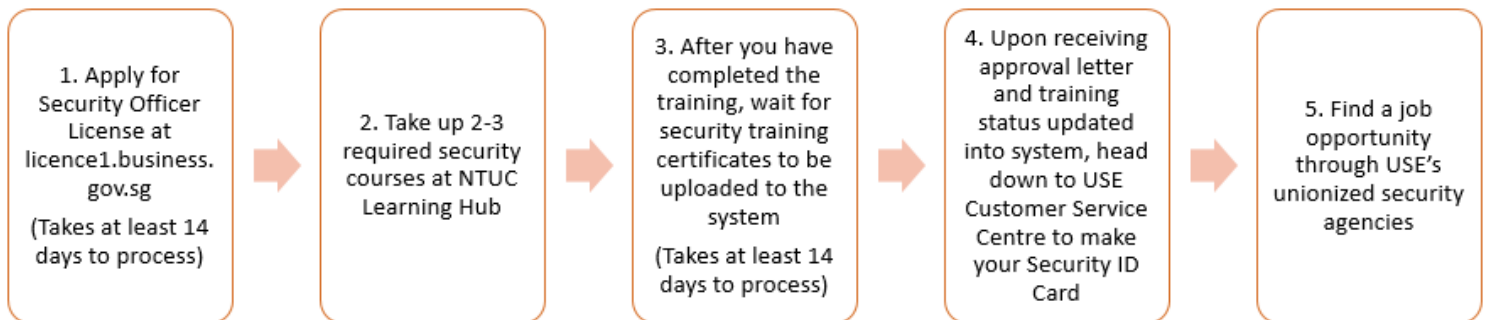 1. Apply for
Security Officer
License at
licence1.business.
gov.sg
(Takes at least 14
days to process)
2. Take up 2-3
required security
courses at NTUC
Learning Hub
3. After you have
completed the
training, wait for
security training
certificates to be
uploaded to the
system
(Takes at least 14
days to process)
4. Upon receiving
approval letter
and training
status updated
into system, head
down to USE
Customer Service
Centre to make
your Security ID
Card
5. Find a job
opportunity
through USE's
unionized security
agencies